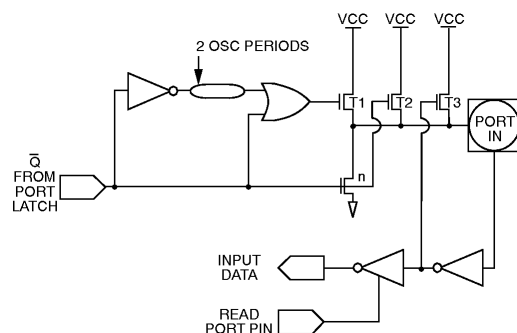 VCC
VCC
VCC
2 OSC PERIODS
T1
T2
T3
PORT
IN
Q̅
FROM
PORT
LATCH
n
INPUT
DATA
READ
PORT PIN